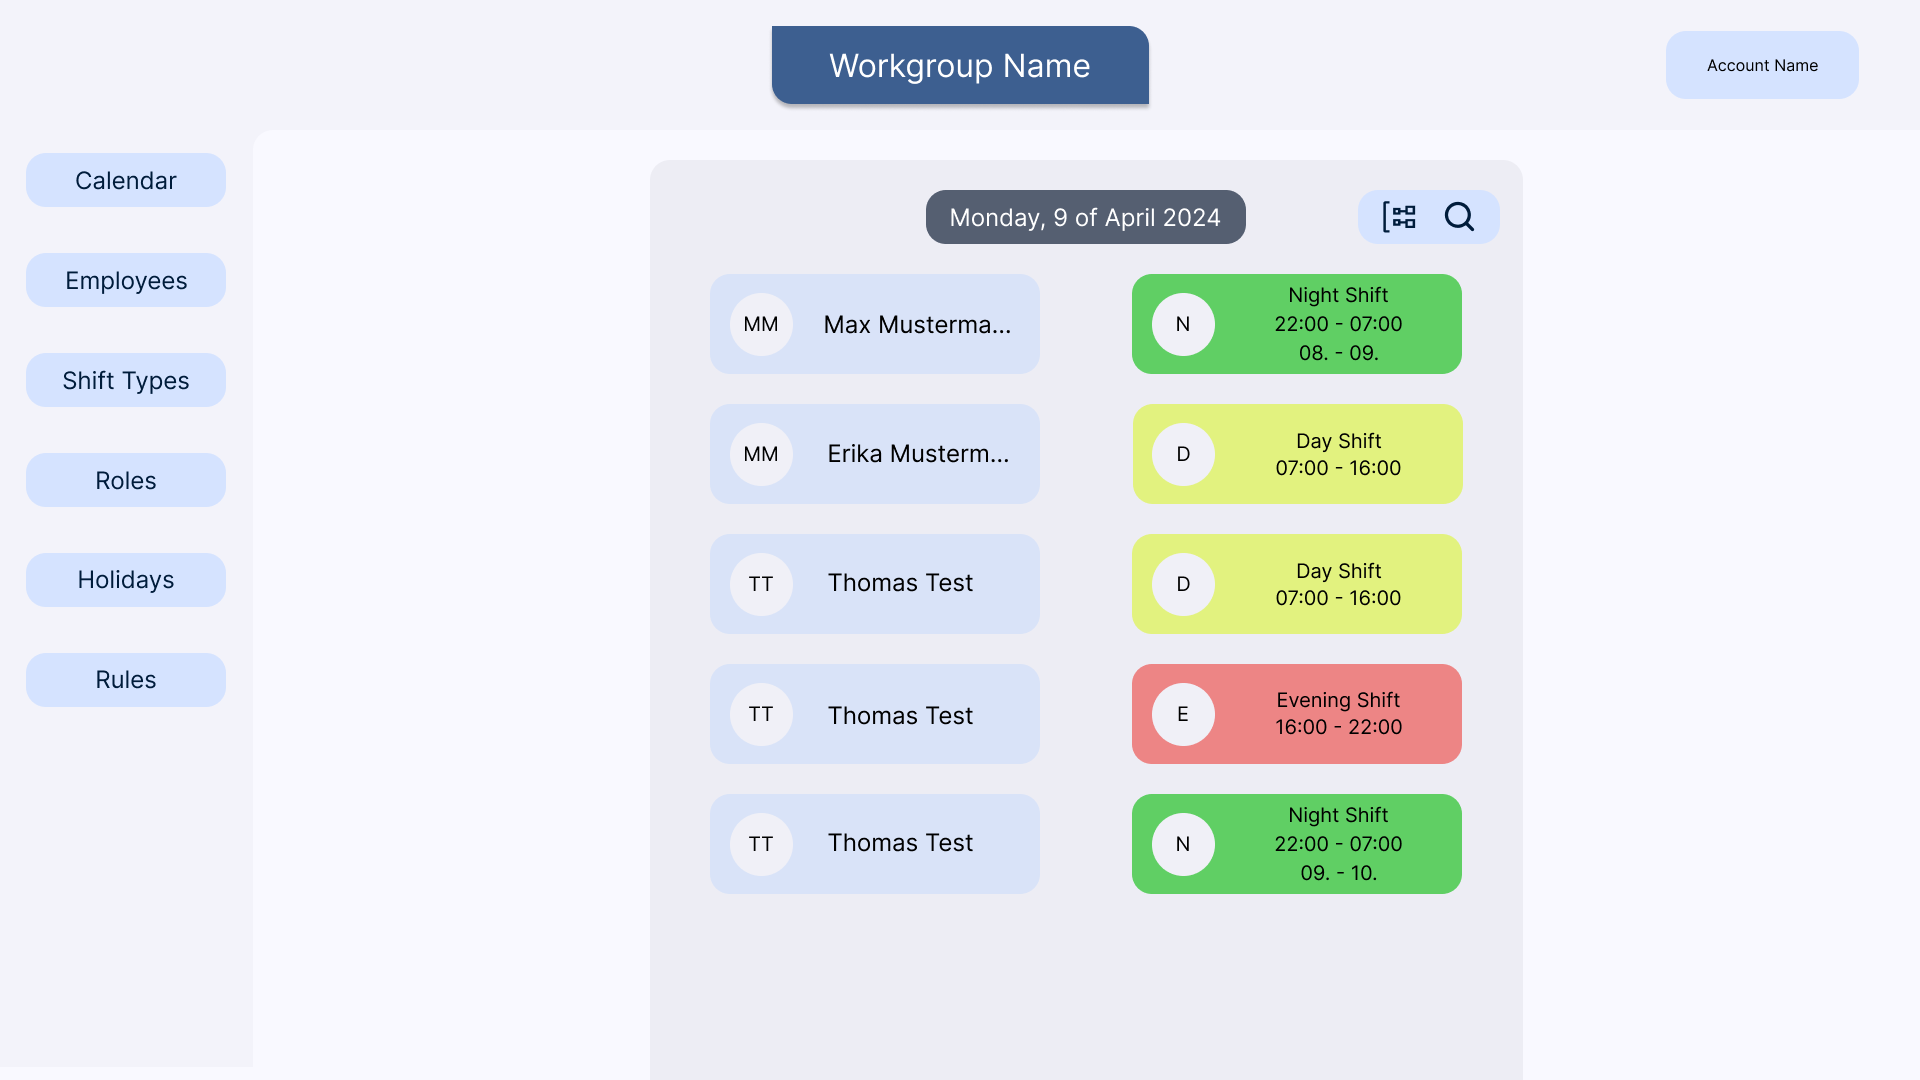 Workgroup Name
Account Name
Calendar
Employees
Shift Types
Roles
Holidays
Rules
Monday, 9 of April 2024
MM
Max Musterma...
N
Night Shift
22:00 - 07:00
08. - 09.
MM
Erika Musterm...
D
Day Shift
07:00 - 16:00
TT
Thomas Test
D
Day Shift
07:00 - 16:00
TT
Thomas Test
E
Evening Shift
16:00 - 22:00
TT
Thomas Test
N
Night Shift
22:00 - 07:00
09. - 10.